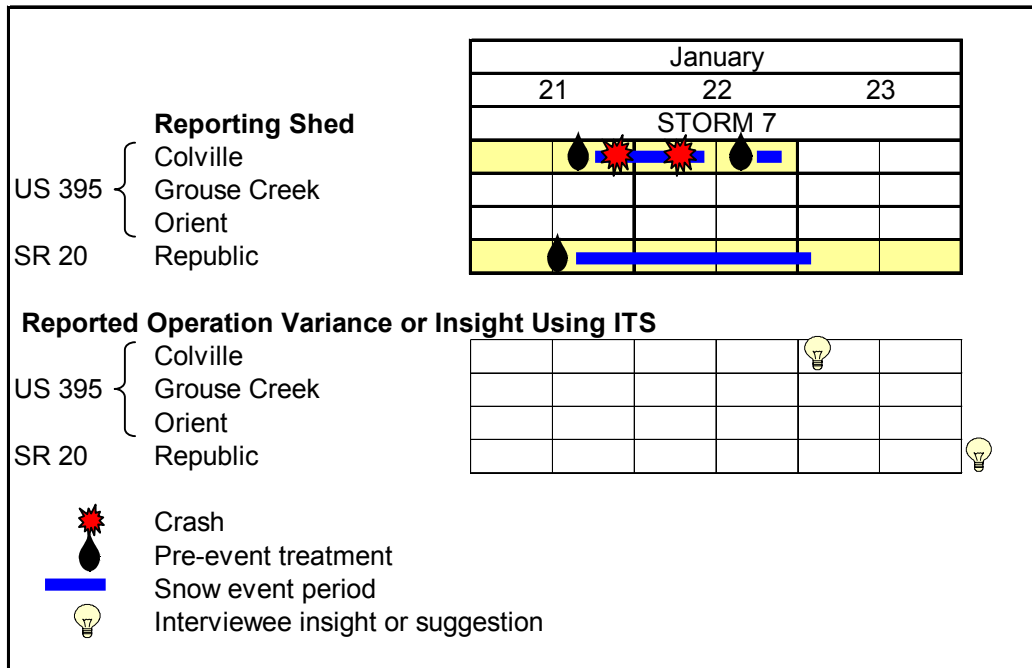 January
21 22 23
Reporting Shed STORM 7
Colville
US 395 Grouse Creek
Orient
SR 20 Republic
Reported Operation Variance or Insight Using ITS
Colville
US 395 Grouse Creek
Orient
SR 20 Republic
Crash
Pre-event treatment
Snow event period
Interviewee insight or suggestion